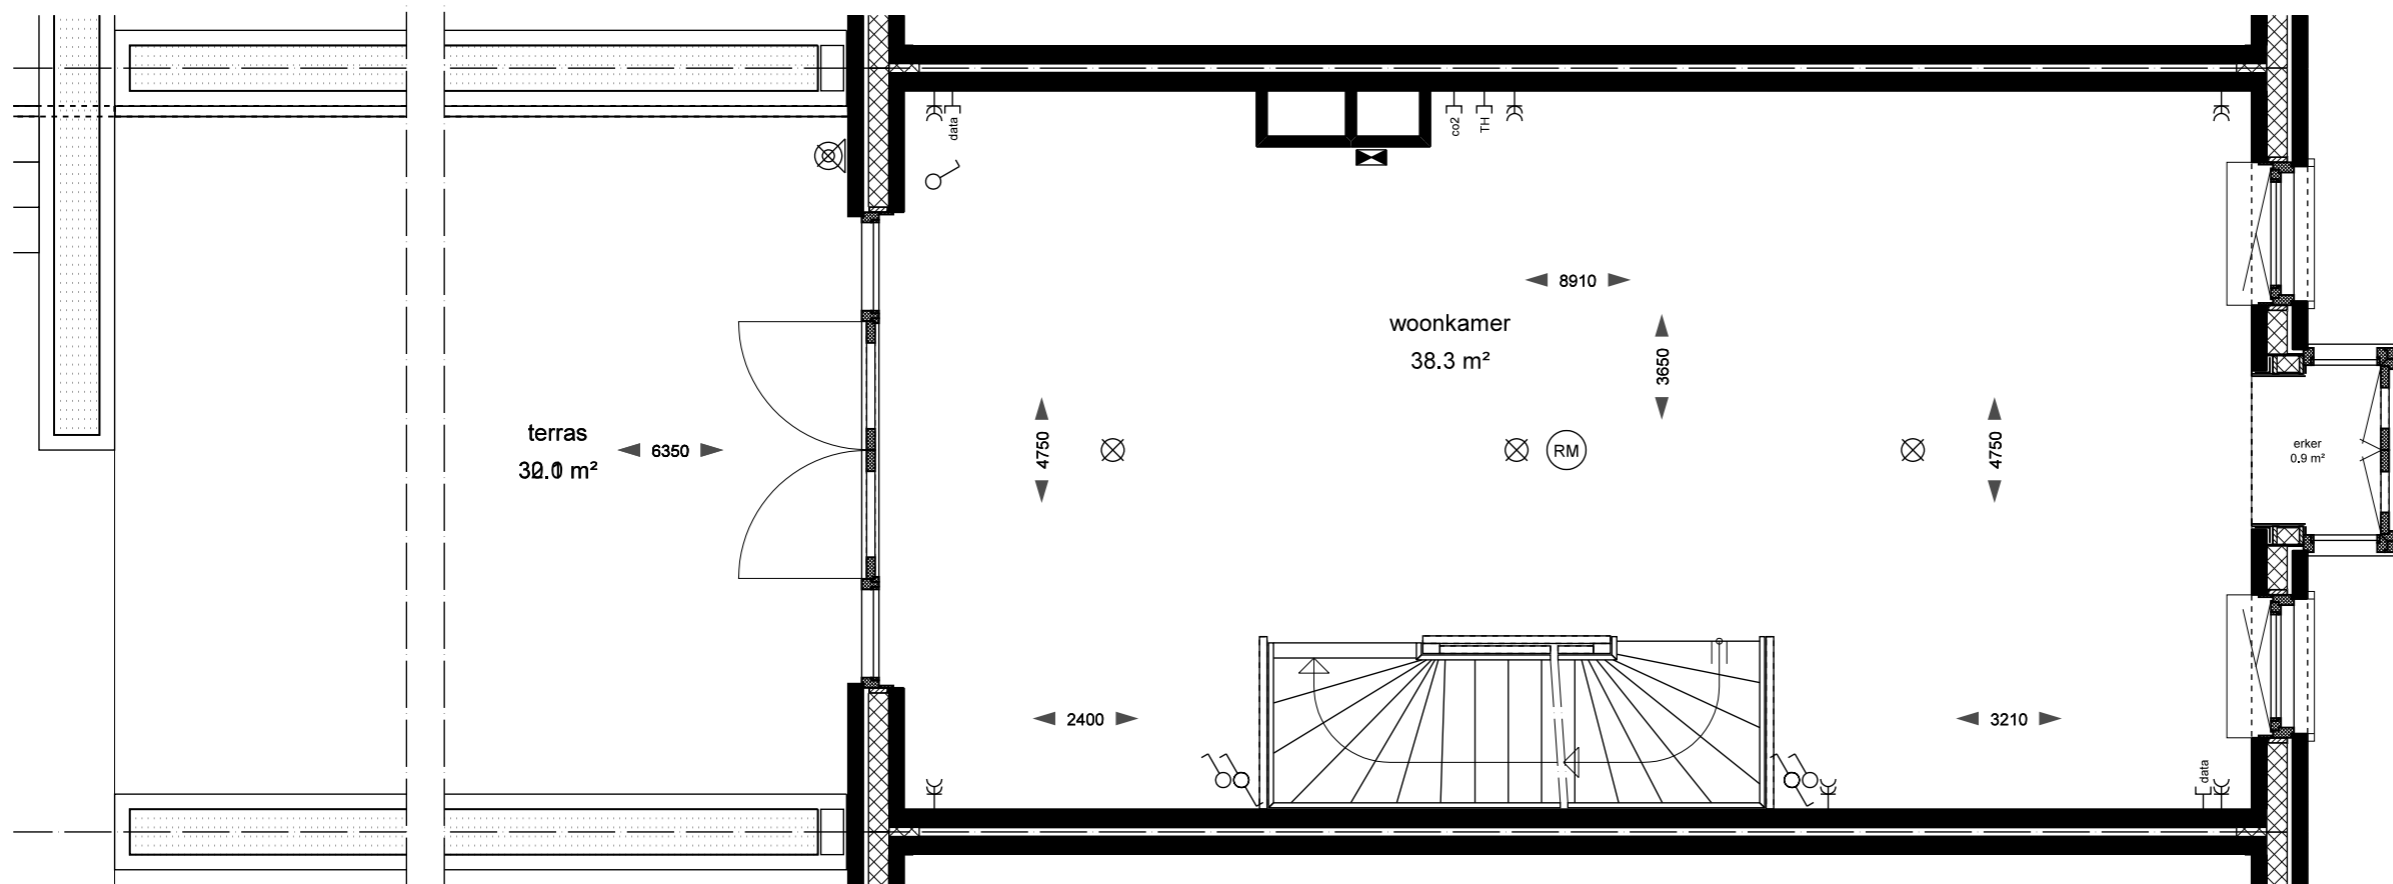 data
co2
TH
8910
woonkamer
38.3 m²
3650
terras
6350
4750
RM
4750
erker
0.9 m²
2400
3210
data